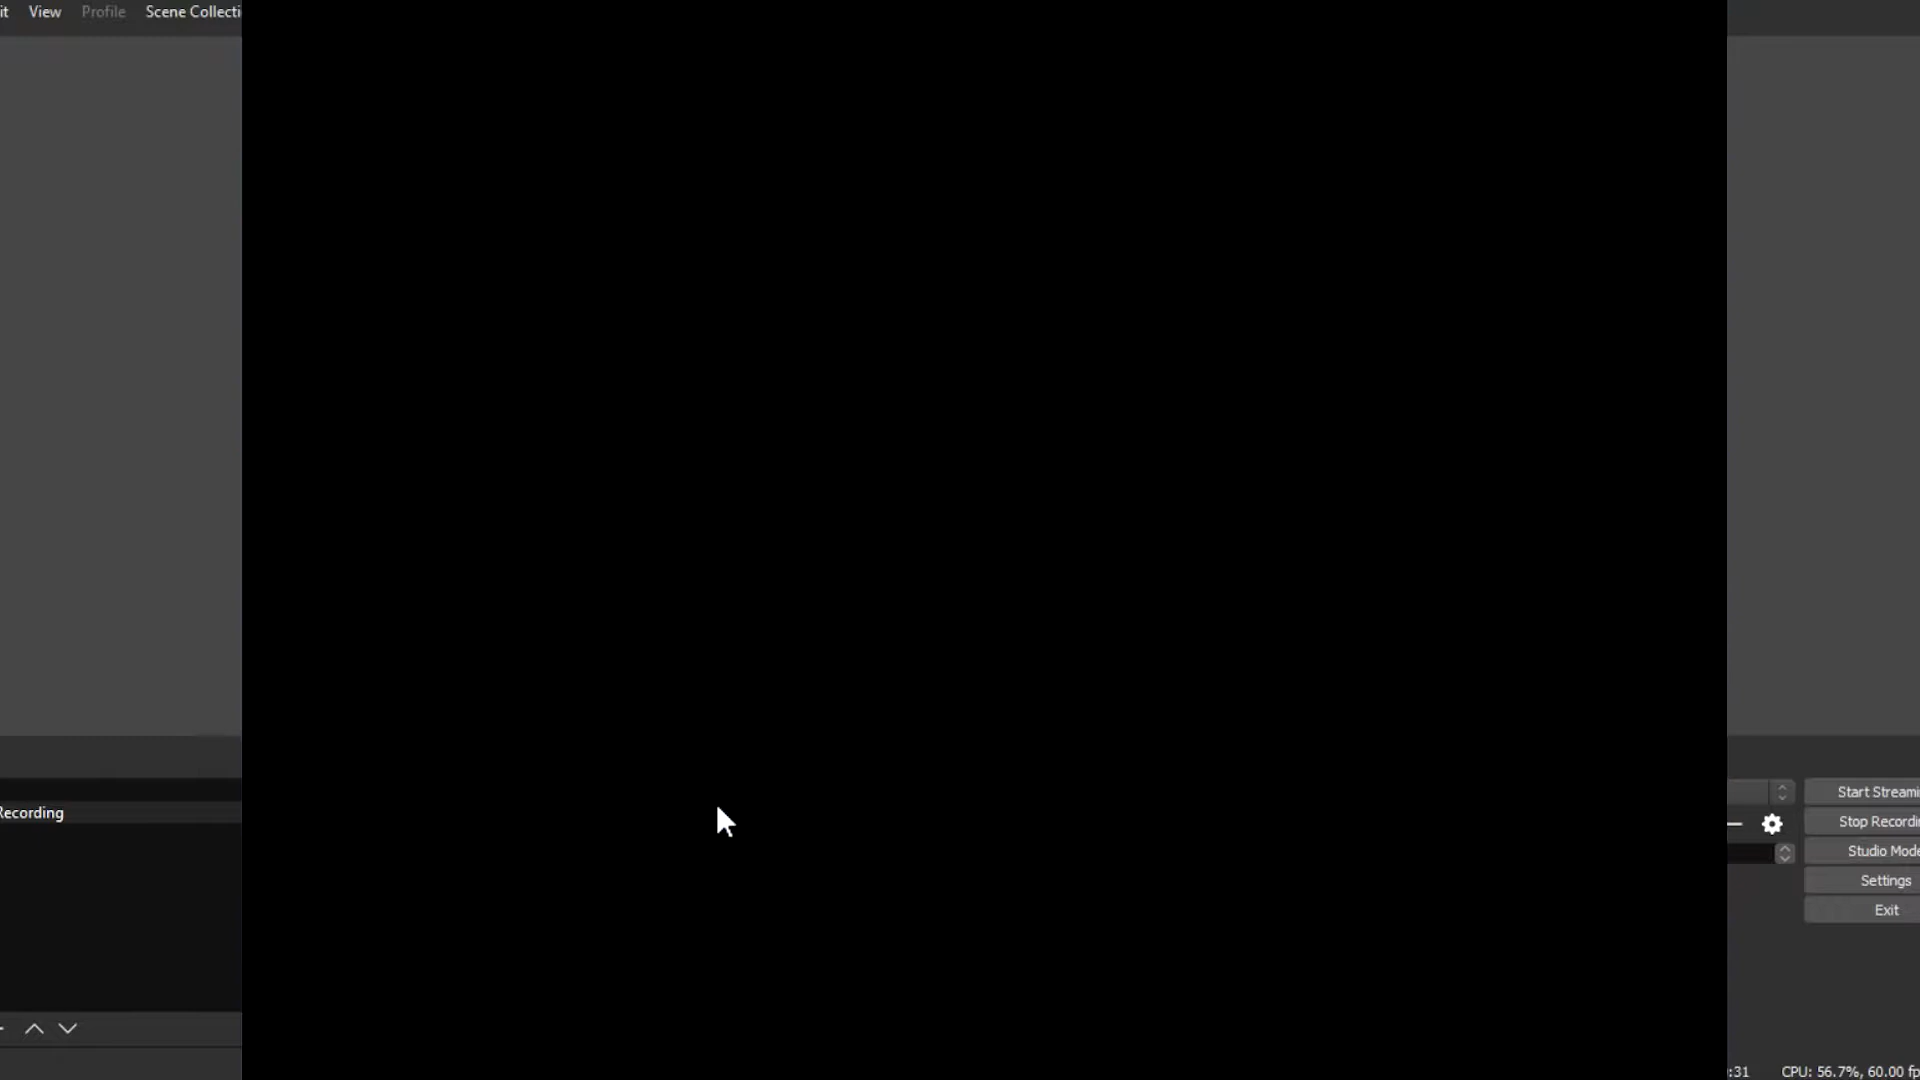 it View Profile Scene Collecti
Recording
Start Streami
Stop Recordin
Studio Mode
Settings
Exit
:31 CPU: 56.7%, 60.00 fp